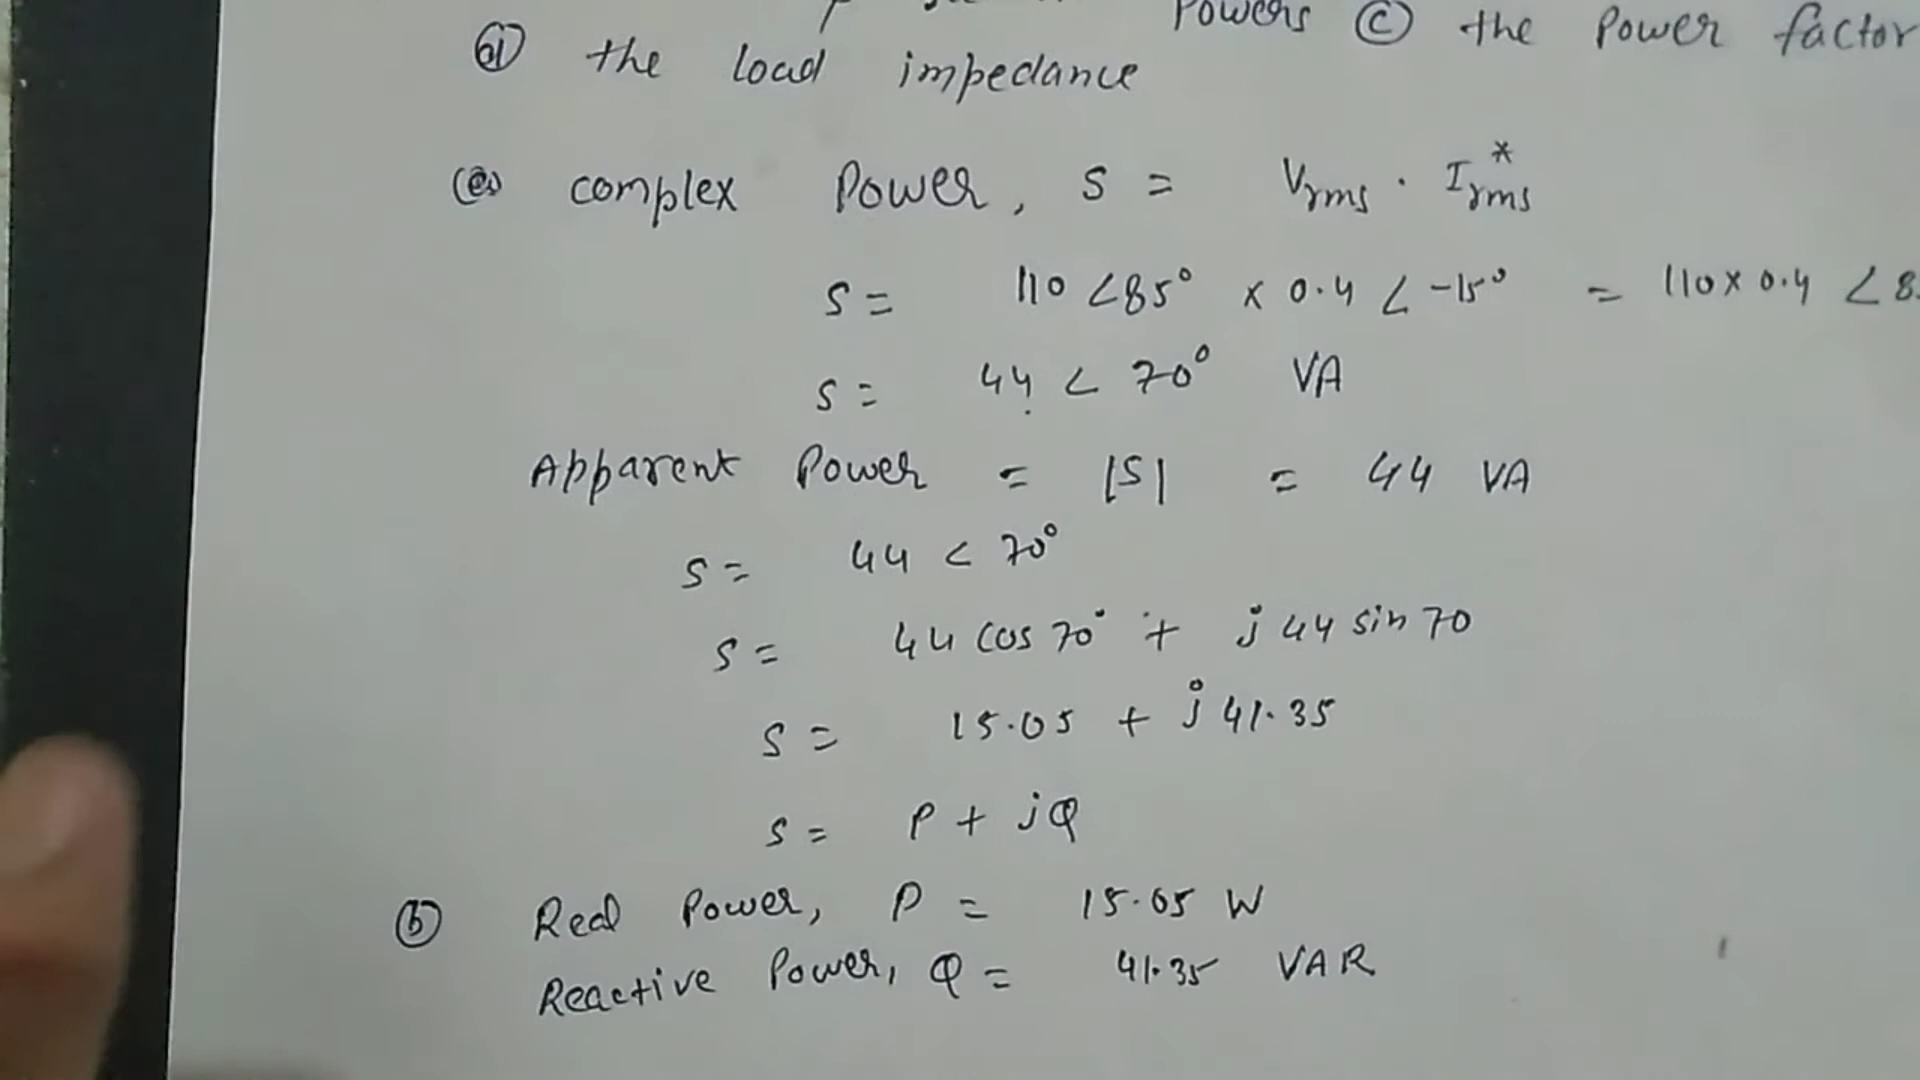 Powers ⓒ the Power factor
ⓓ the load impedance
(a) complex Power, S = Vrms . Irms*
S = 110 <85° x 0.4 < -15° = 110 x 0.4 < 8
S = 44 < 70° VA
Apparent Power = |S| = 44 VA
S = 44 < 70°
S = 44 cos 70° + j 44 sin 70
S = 15.05 + j 41.35
S = P + jQ
ⓑ Real Power, P = 15.05 W
Reactive Power, Q = 41.35 VAR